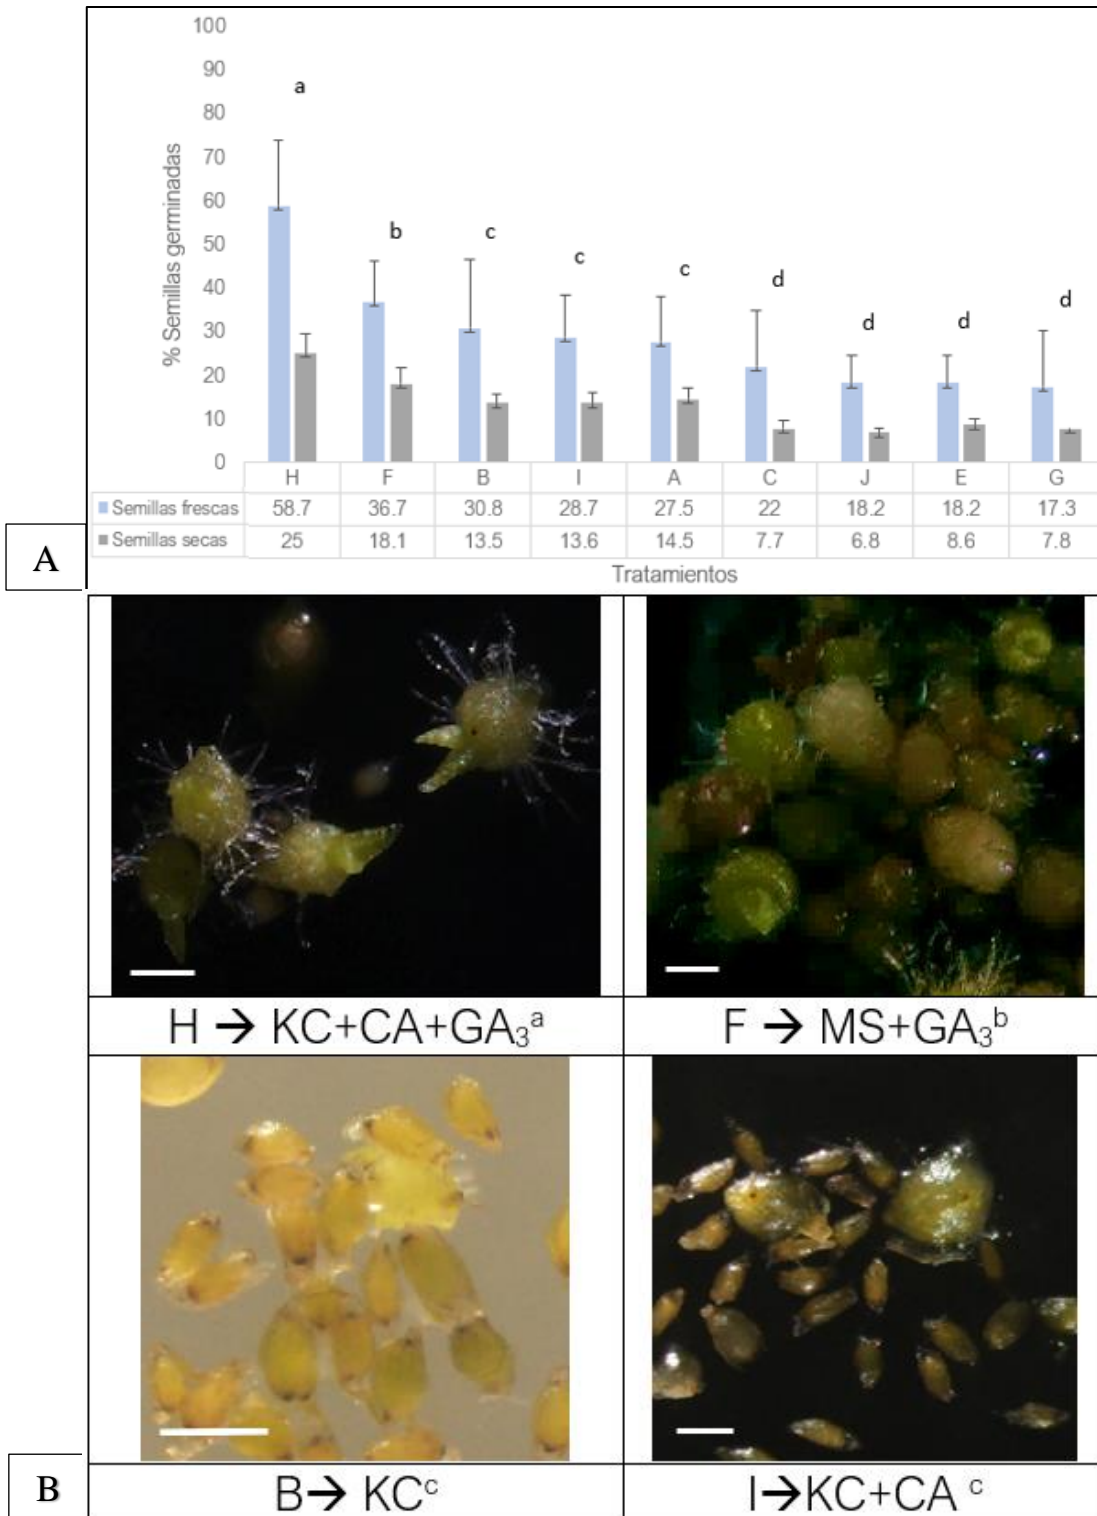 100
90
80
70
60
50
40
30
20
10
0
% Semillas germinadas
a
b
c
c
c
d
d
d
d
H F B I A C J E G
Semillas frescas 58.7 36.7 30.8 28.7 27.5 22 18.2 18.2 17.3
Semillas secas 25 18.1 13.5 13.6 14.5 7.7 6.8 8.6 7.8
Tratamientos
A
H → KC+CA+GA₃ᵃ
F → MS+GA₃ᵇ
B→ KCᶜ
I→KC+CA ᶜ
B